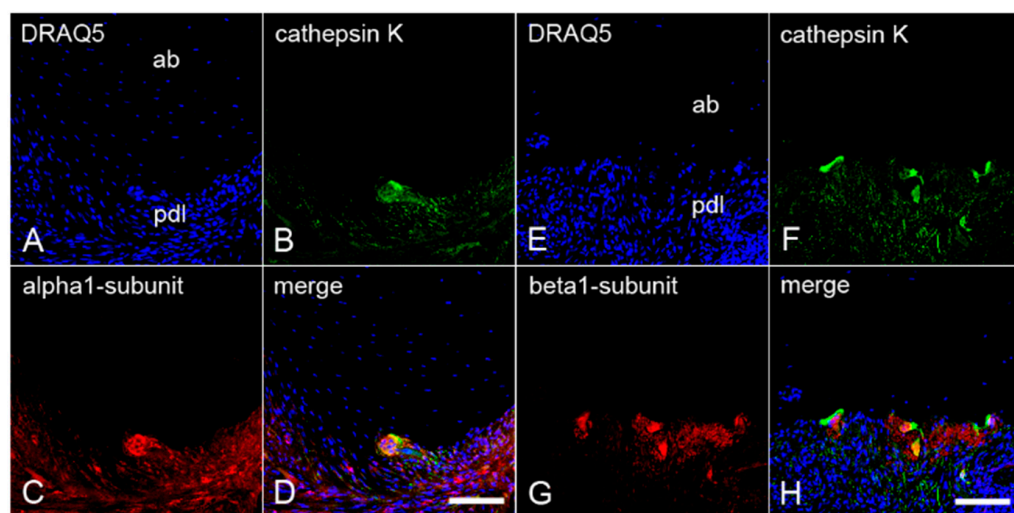 DRAQ5
cathepsin K
DRAQ5
cathepsin K
ab
ab
pdl
pdl
A
B
E
F
alpha1-subunit
merge
beta1-subunit
merge
C
D
G
H